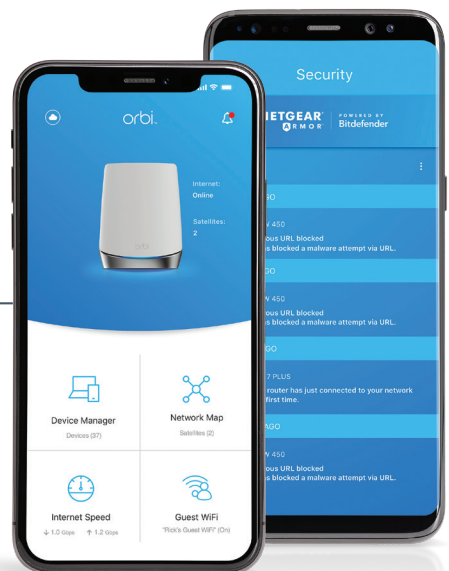 orbi
Internet:
Online
Satellites:
2
orbi
Device Manager
Devices (37)
Network Map
Satellites (2)
Internet Speed
1.0 Gbps 1.2 Gbps
Guest WiFi
"Rick's Guest WiFi" (On)
Security
NETGEAR
ARMOR
POWERED BY
Bitdefender
GO
450
ous URL blocked
s blocked a malware attempt via URL.
GO
450
ous URL blocked
s blocked a malware attempt via URL.
GO
7 PLUS
router has just connected to your network
first time.
AGO
450
ous URL blocked
s blocked a malware attempt via URL.